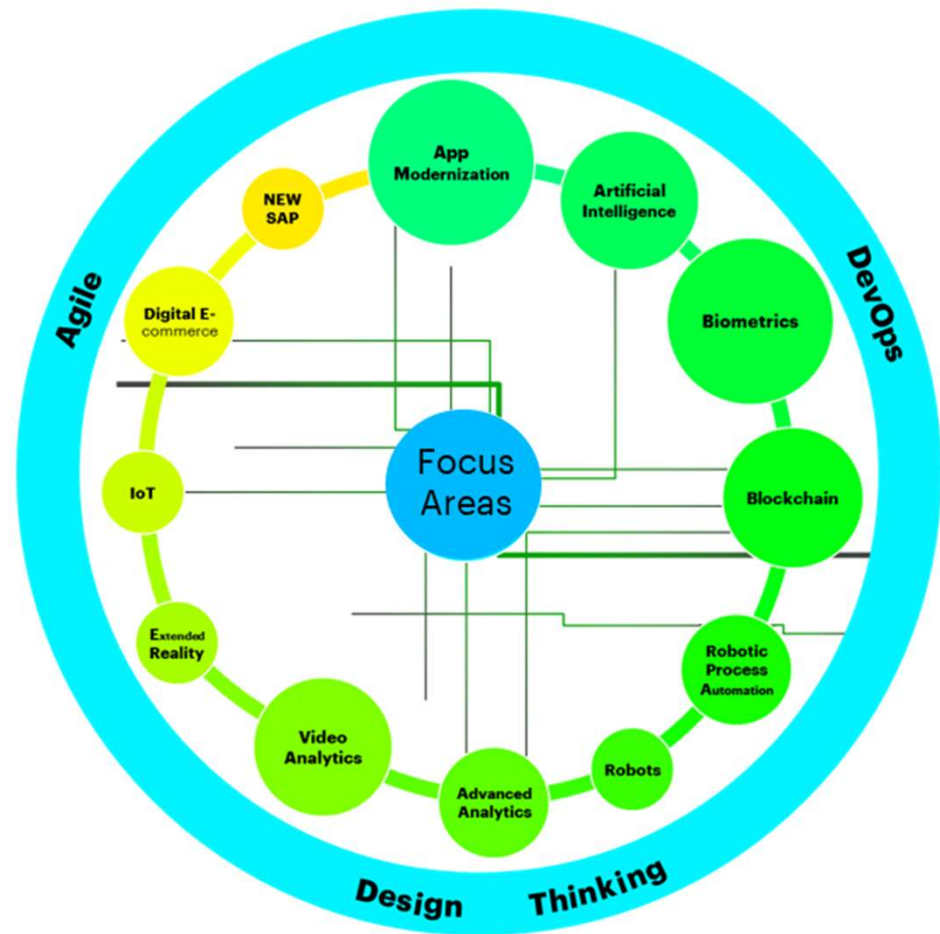 App
Modernization
Artificial
Intelligence
NEW
SAP
Biometrics
DevOps
Agile
Digital E-
commerce
Focus
Areas
Blockchain
IoT
Extended
Reality
Robotic
Process
Automation
Video
Analytics
Robots
Advanced
Analytics
Design Thinking